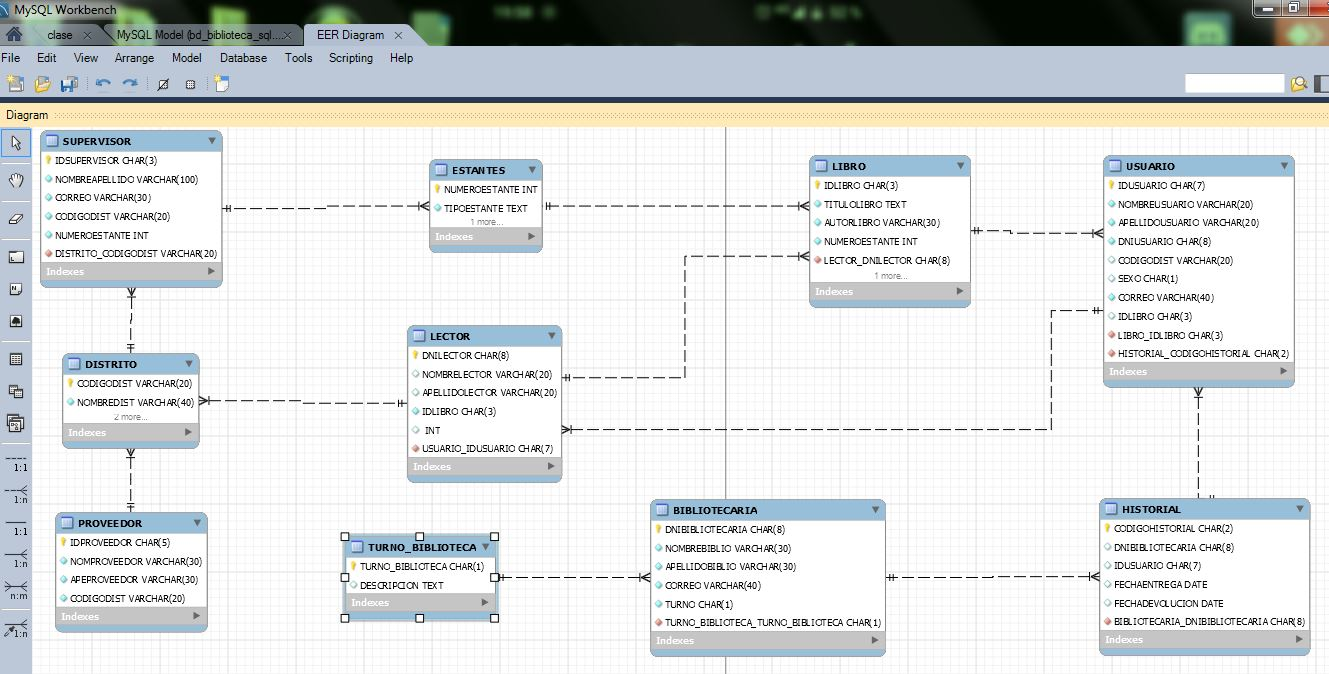 MySQL Workbench
clase
MySQL Model (bd_biblioteca_sql....
EER Diagram
File Edit View Arrange Model Database Tools Scripting Help
Diagram
SUPERVISOR
IDSUPERVISOR CHAR(3)
NOMBREAPELLIDO VARCHAR(100)
CORREO VARCHAR(30)
CODIGODIST VARCHAR(20)
NUMEROESTANTE INT
DISTRITO_CODIGODIST VARCHAR(20)
Indexes
ESTANTES
NUMEROESTANTE INT
TIPOESTANTE TEXT
1 more...
Indexes
LIBRO
IDLIBRO CHAR(3)
TITULOLIBRO TEXT
AUTORLIBRO VARCHAR(30)
NUMEROESTANTE INT
LECTOR_DNILECTOR CHAR(8)
1 more...
Indexes
USUARIO
IDUSUARIO CHAR(7)
NOMBREUSUARIO VARCHAR(20)
APELLIDOUSUARIO VARCHAR(20)
DNIUSUARIO CHAR(8)
CODIGODIST VARCHAR(20)
SEXO CHAR(1)
CORREO VARCHAR(40)
IDLIBRO CHAR(3)
LIBRO_IDLIBRO CHAR(3)
HISTORIAL_CODIGOHISTORIAL CHAR(2)
Indexes
DISTRITO
CODIGODIST VARCHAR(20)
NOMBREDIST VARCHAR(40)
2 more...
Indexes
LECTOR
DNILECTOR CHAR(8)
NOMBRELECTOR VARCHAR(20)
APELLIDOLECTOR VARCHAR(20)
IDLIBRO CHAR(3)
INT
USUARIO_IDUSUARIO CHAR(7)
Indexes
PROVEEDOR
IDPROVEEDOR CHAR(5)
NOMPROVEEDOR VARCHAR(30)
APEPROVEEDOR VARCHAR(30)
CODIGODIST VARCHAR(20)
Indexes
TURNO_BIBLIOTECA
TURNO_BIBLIOTECA CHAR(1)
DESCRIPCION TEXT
Indexes
BIBLIOTECARIA
DNIBIBLIOTECARIA CHAR(8)
NOMBREBIBLIO VARCHAR(30)
APELLIDOBIBLIO VARCHAR(30)
CORREO VARCHAR(40)
TURNO CHAR(1)
TURNO_BIBLIOTECA_TURNO_BIBLIOTECA CHAR(1)
Indexes
HISTORIAL
CODIGOHISTORIAL CHAR(2)
DNIBIBLIOTECARIA CHAR(8)
IDUSUARIO CHAR(7)
FECHAENTREGA DATE
FECHADEVOLUCION DATE
BIBLIOTECARIA_DNIBIBLIOTECARIA CHAR(8)
Indexes
1:1
1:n
1:1
1:n
n:m
1:n